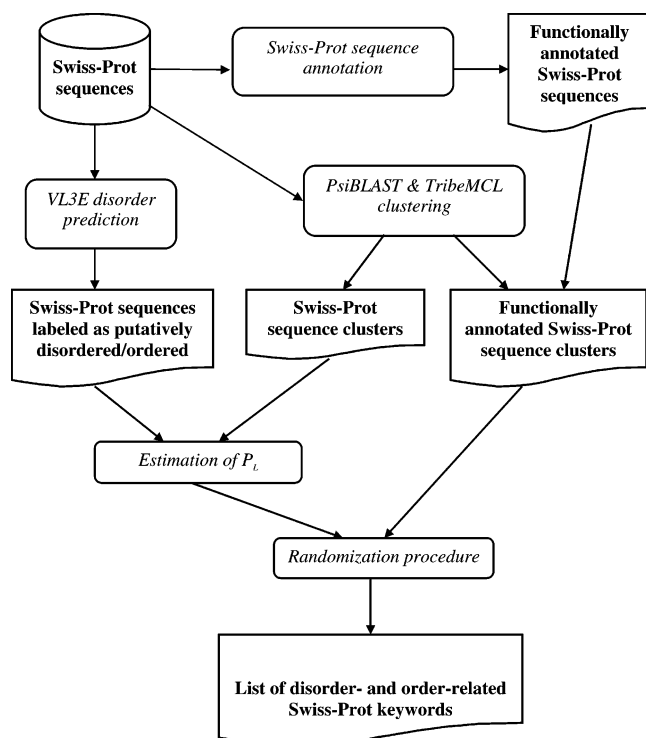 Swiss-Prot
sequences
Swiss-Prot sequence
annotation
Functionally
annotated
Swiss-Prot
sequences
VL3E disorder
prediction
PsiBLAST & TribeMCL
clustering
Swiss-Prot sequences
labeled as putatively
disordered/ordered
Swiss-Prot
sequence clusters
Functionally
annotated Swiss-Prot
sequence clusters
Estimation of P_L
Randomization procedure
List of disorder- and order-related
Swiss-Prot keywords